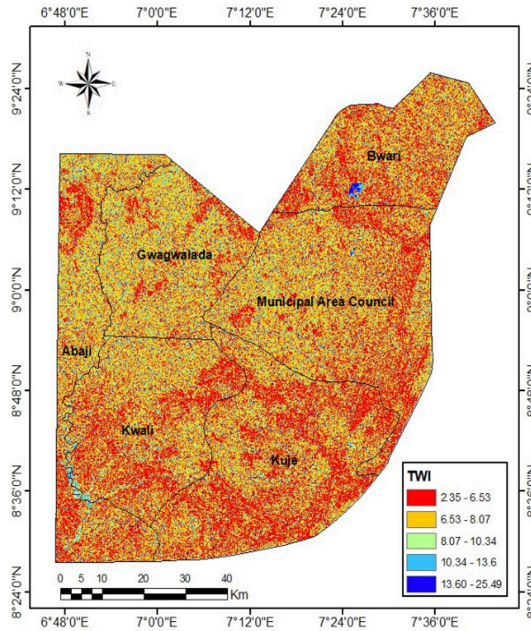 6°48'0"E 7°0'0"E 7°12'0"E 7°24'0"E 7°36'0"E
N
W E
S
9°24'0"N
9°12'0"N
9°0'0"N
8°48'0"N
8°36'0"N
8°24'0"N
Bwari
Gwagwalada
Municipal Area Council
Abaji
Kwali
Kuje
TWI
2.35 - 6.53
6.53 - 8.07
8.07 - 10.34
10.34 - 13.6
13.60 - 25.49
0 5 10 20 30 40
Km
6°48'0"E 7°0'0"E 7°12'0"E 7°24'0"E 7°36'0"E